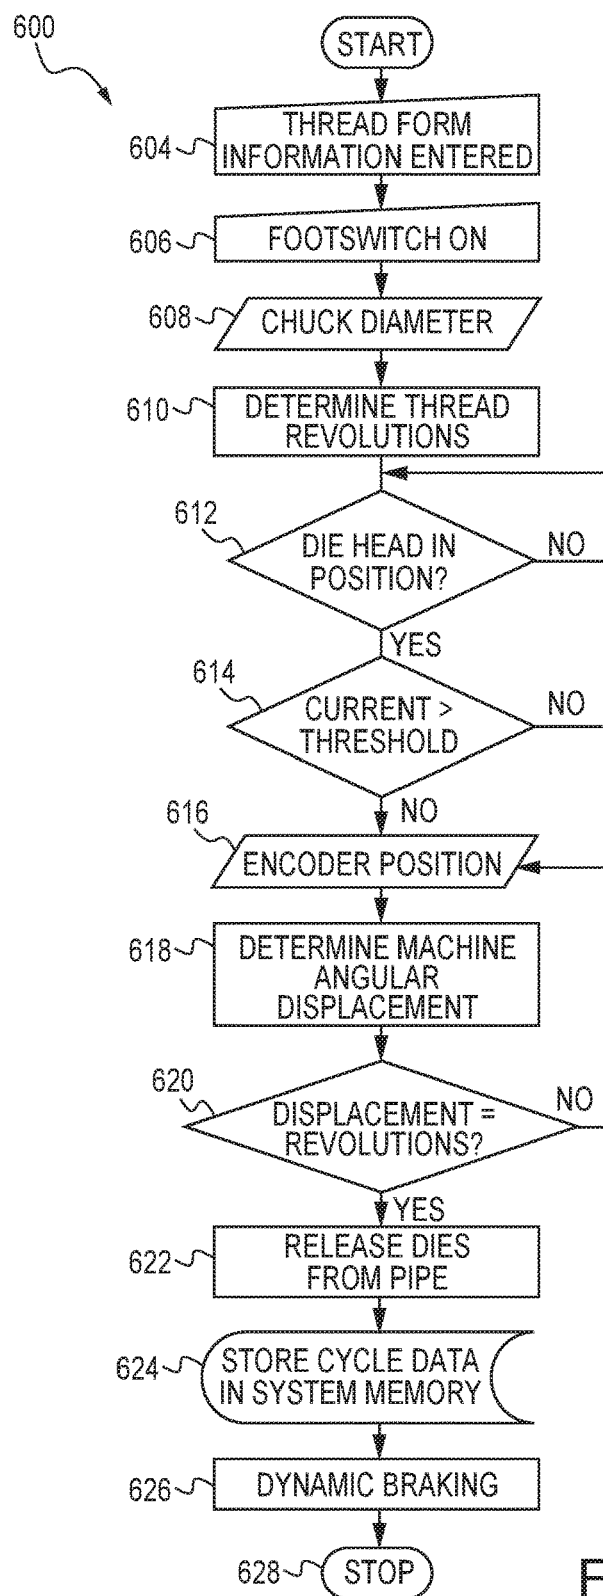 600
START
604
THREAD FORM
INFORMATION ENTERED
606
FOOTSWITCH ON
608
CHUCK DIAMETER
610
DETERMINE THREAD
REVOLUTIONS
612
DIE HEAD IN
POSITION?
NO
YES
614
CURRENT >
THRESHOLD
NO
NO
616
ENCODER POSITION
618
DETERMINE MACHINE
ANGULAR
DISPLACEMENT
620
DISPLACEMENT =
REVOLUTIONS?
NO
YES
622
RELEASE DIES
FROM PIPE
624
STORE CYCLE DATA
IN SYSTEM MEMORY
626
DYNAMIC BRAKING
628
STOP